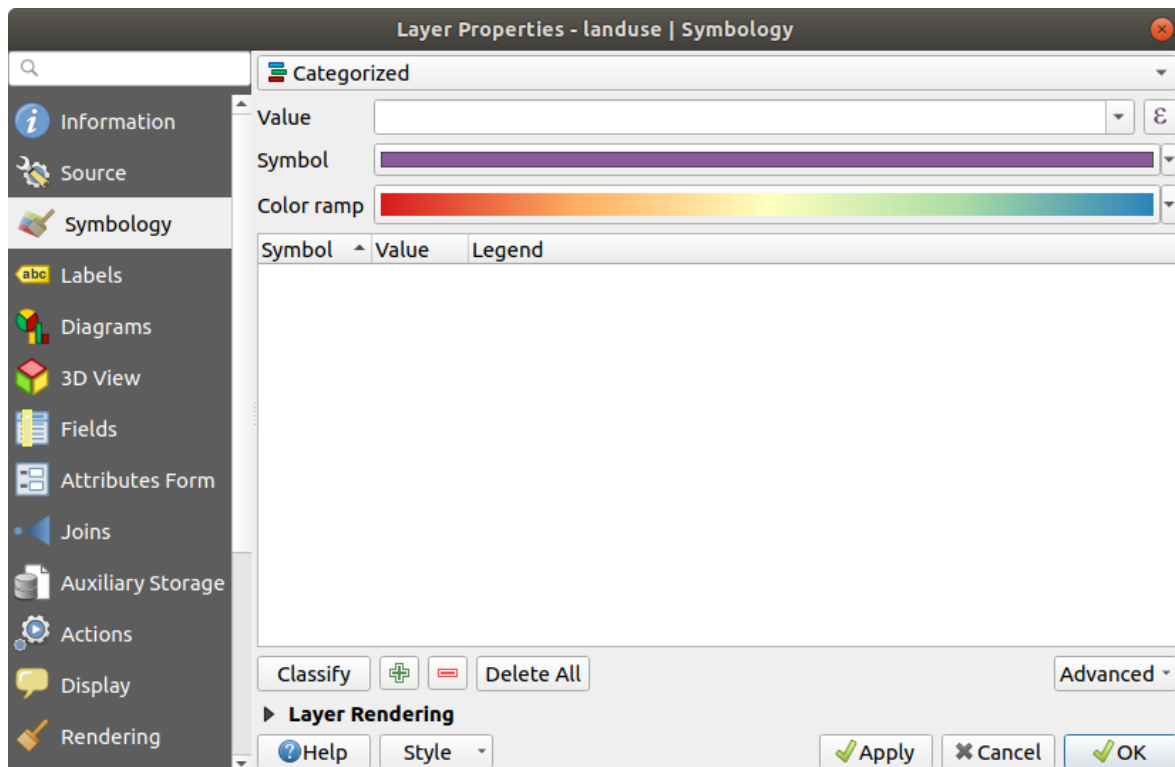 Layer Properties - landuse | Symbology
Information
Source
Symbology
abc Labels
Diagrams
3D View
Fields
Attributes Form
Joins
Auxiliary Storage
Actions
Display
Rendering
Categorized
Value
ε
Symbol
Color ramp
Symbol Value Legend
Classify Delete All Advanced
Layer Rendering
Help Style Apply Cancel OK